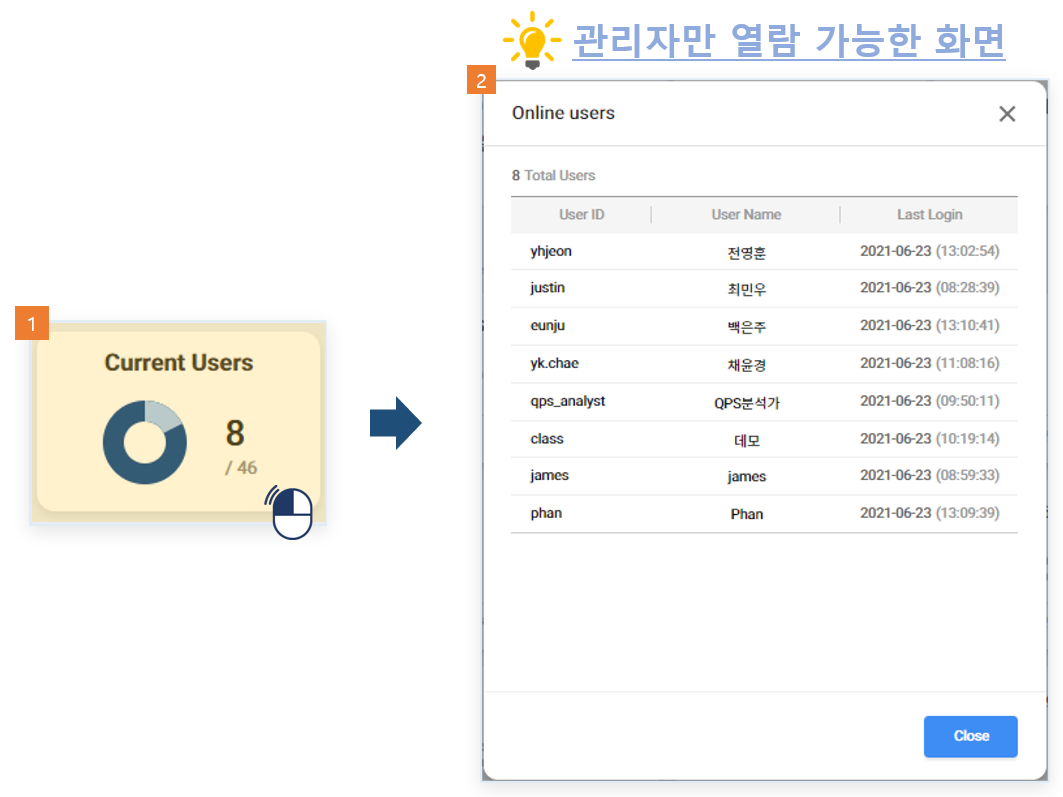 관리자만 열람 가능한 화면
1
Current Users
8
/ 46
2
Online users
8 Total Users
User ID User Name Last Login
yhjeon 전영훈 2021-06-23 (13:02:54)
justin 최민우 2021-06-23 (08:28:39)
eunju 백은주 2021-06-23 (13:10:41)
yk.chae 채윤경 2021-06-23 (11:08:16)
qps_analyst QPS분석가 2021-06-23 (09:50:11)
class 데모 2021-06-23 (10:19:14)
james james 2021-06-23 (08:59:33)
phan Phan 2021-06-23 (13:09:39)
Close